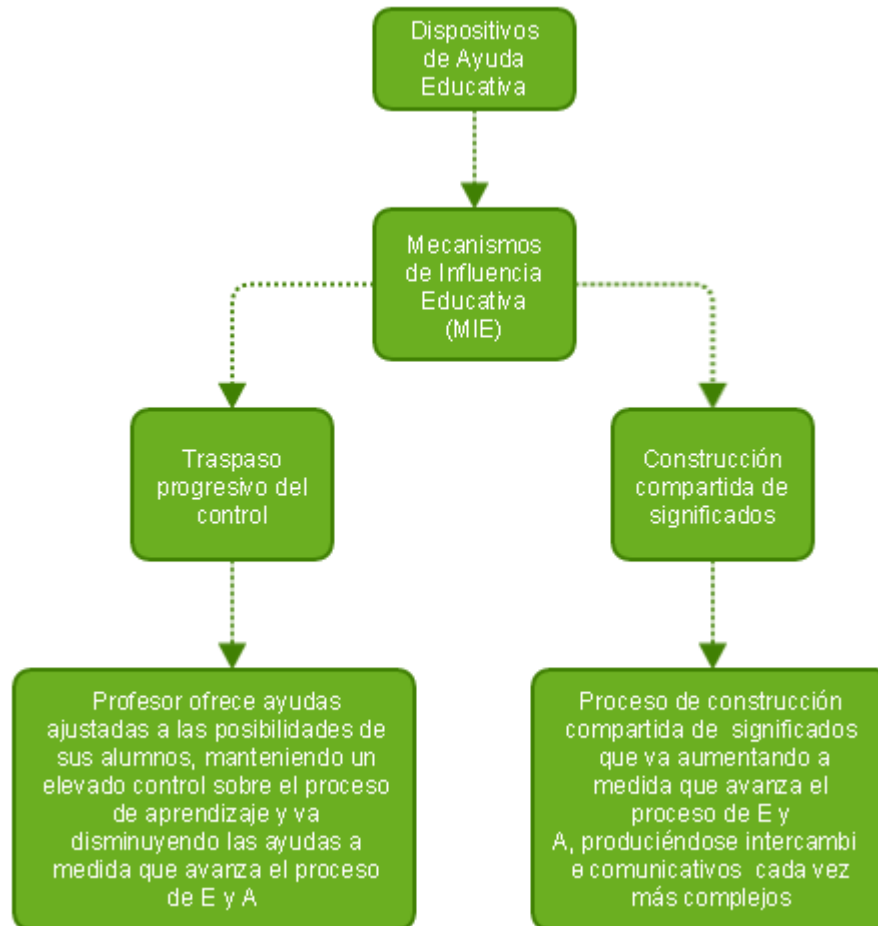 Dispositivos
de Ayuda
Educativa
Mecanismos
de Influencia
Educativa
(MIE)
Traspaso
progresivo del
control
Construcción
compartida de
significados
Profesor ofrece ayudas
ajustadas a las posibilidades de
sus alumnos, manteniendo un
elevado control sobre el proceso
de aprendizaje y va
disminuyendo las ayudas a
medida que avanza el proceso
de E y A
Proceso de construcción
compartida de significados
que va aumentando a
medida que avanza el
proceso de E y
A, produciéndose intercambi
e comunicativos cada vez
más complejos